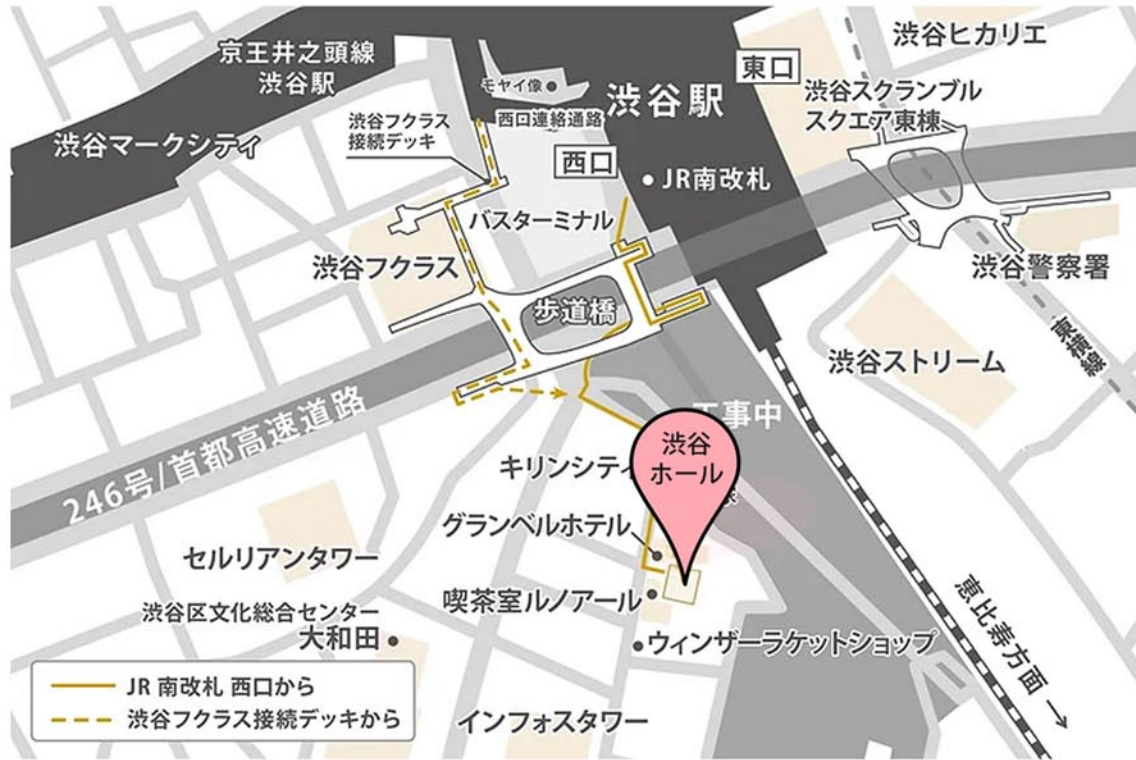 京王井之頭線
渋谷駅
モヤイ像
渋谷駅
東口
渋谷ヒカリエ
渋谷マークシティ
渋谷フクラス
接続デッキ
西口連絡通路
西口
JR南改札
渋谷スクランブル
スクエア東棟
バスターミナル
渋谷フクラス
歩道橋
渋谷警察署
東横線
渋谷ストリーム
246号/首都高速道路
工事中
渋谷
ホール
キリンシティ
グランベルホテル
セルリアンタワー
喫茶室ルノアール
渋谷区文化総合センター
大和田
ウィンザーラケットショップ
恵比寿方面
JR 南改札 西口から
渋谷フクラス接続デッキから
インフォスタワー